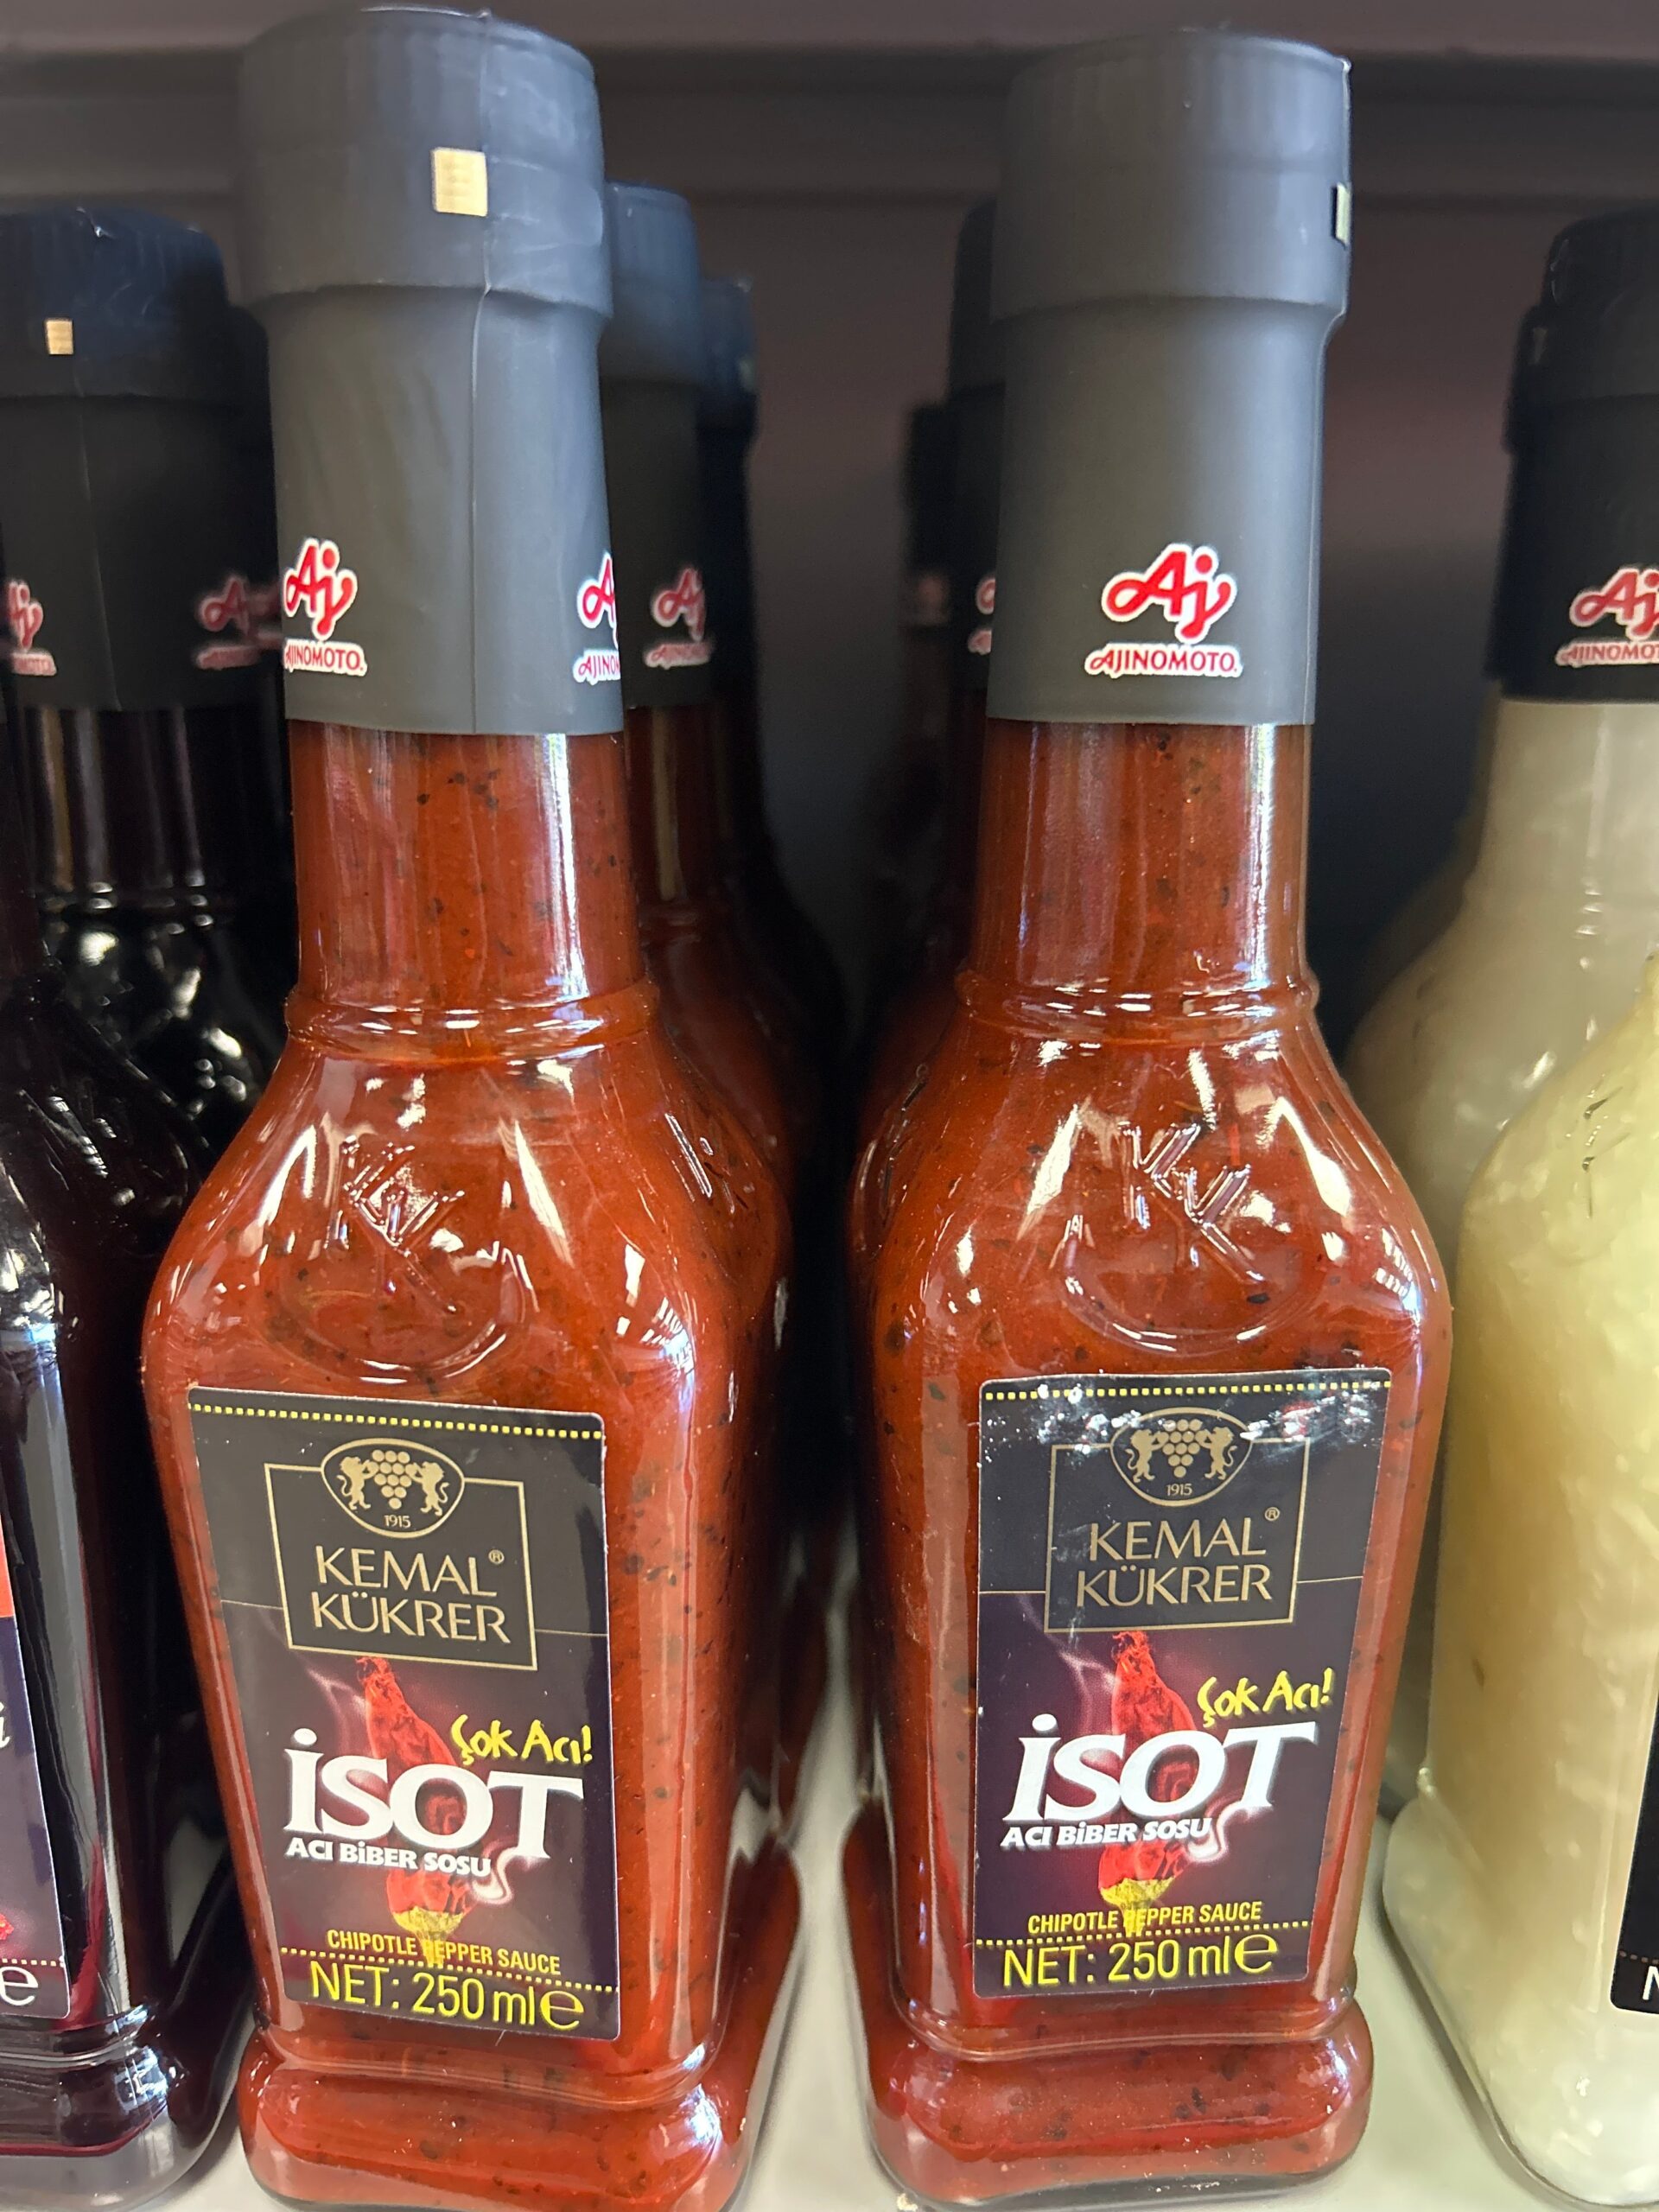 Aj
AJINOMOTO.
Aj
AJINOMOTO.
1915
KEMAL®
KÜKRER
Çok Acı!
İSOT
ACI BİBER SOSU
CHIPOTLE PEPPER SAUCE
NET: 250 ml e
1915
KEMAL®
KÜKRER
Çok Acı!
İSOT
ACI BİBER SOSU
CHIPOTLE PEPPER SAUCE
NET: 250 ml e